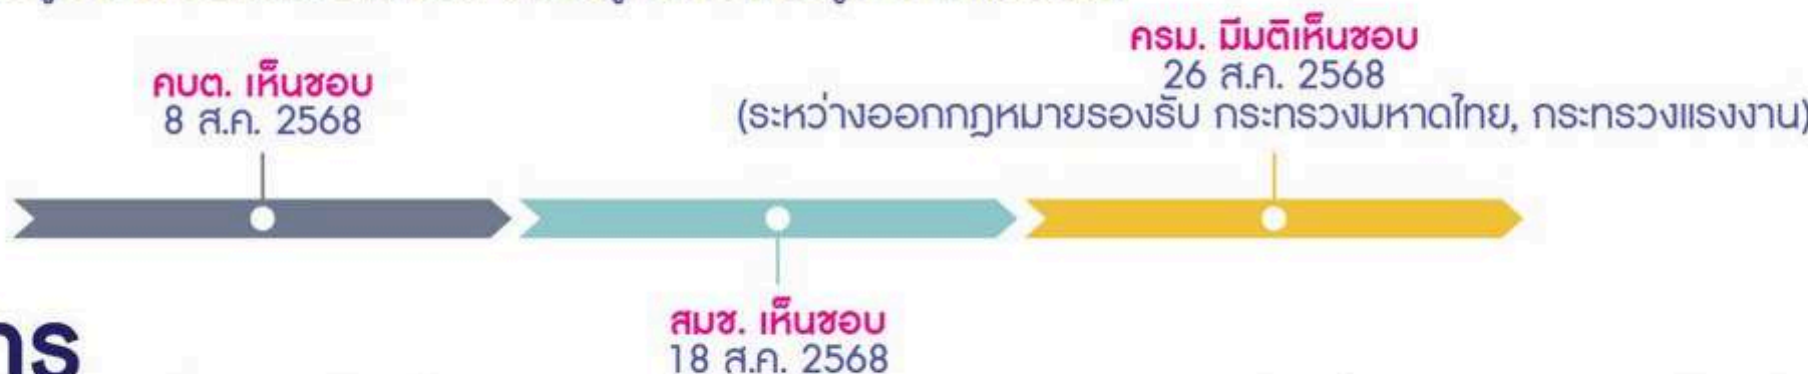 คบต. เห็นชอบ
8 ส.ค. 2568
สมช. เห็นชอบ
18 ส.ค. 2568
ครม. มีมติเห็นชอบ
26 ส.ค. 2568
(ระหว่างออกกฎหมายรองรับ กระทรวงมหาดไทย, กระทรวงแรงงาน)